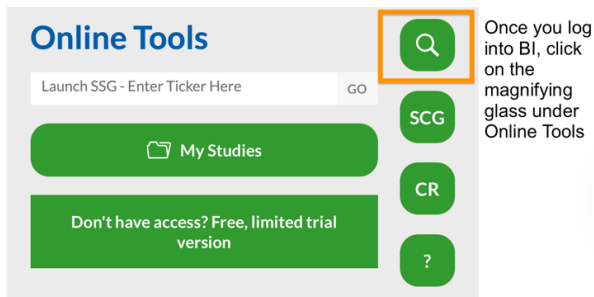 Online Tools
Launch SSG - Enter Ticker Here
GO
My Studies
Don't have access? Free, limited trial
version
SCG
CR
?
Once you log
into BI, click
on the
magnifying
glass under
Online Tools